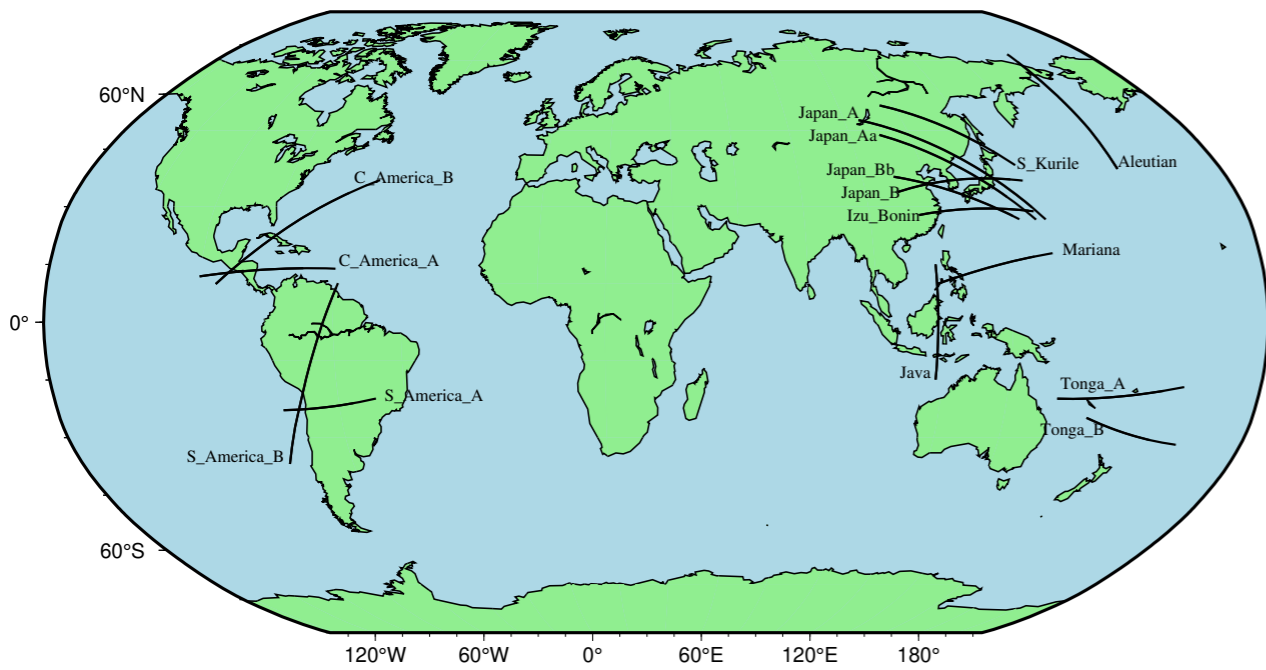 60°N
Japan_A
Japan_Aa
S_Kurile
Aleutian
C_America_B
Japan_Bb
Japan_B
Izu_Bonin
Mariana
C_America_A
0°
Java
Tonga_A
S_America_A
Tonga_B
S_America_B
60°S
120°W
60°W
0°
60°E
120°E
180°